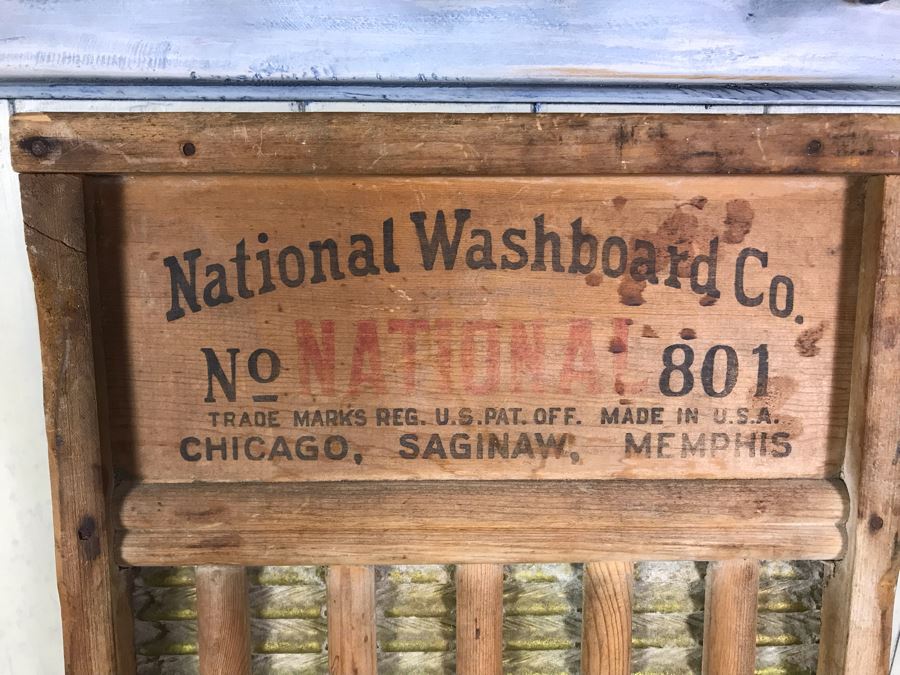 National Washboard Co.
No NATIONAL 801
TRADE MARKS REG. U.S. PAT. OFF. MADE IN U.S.A.
CHICAGO, SAGINAW, MEMPHIS